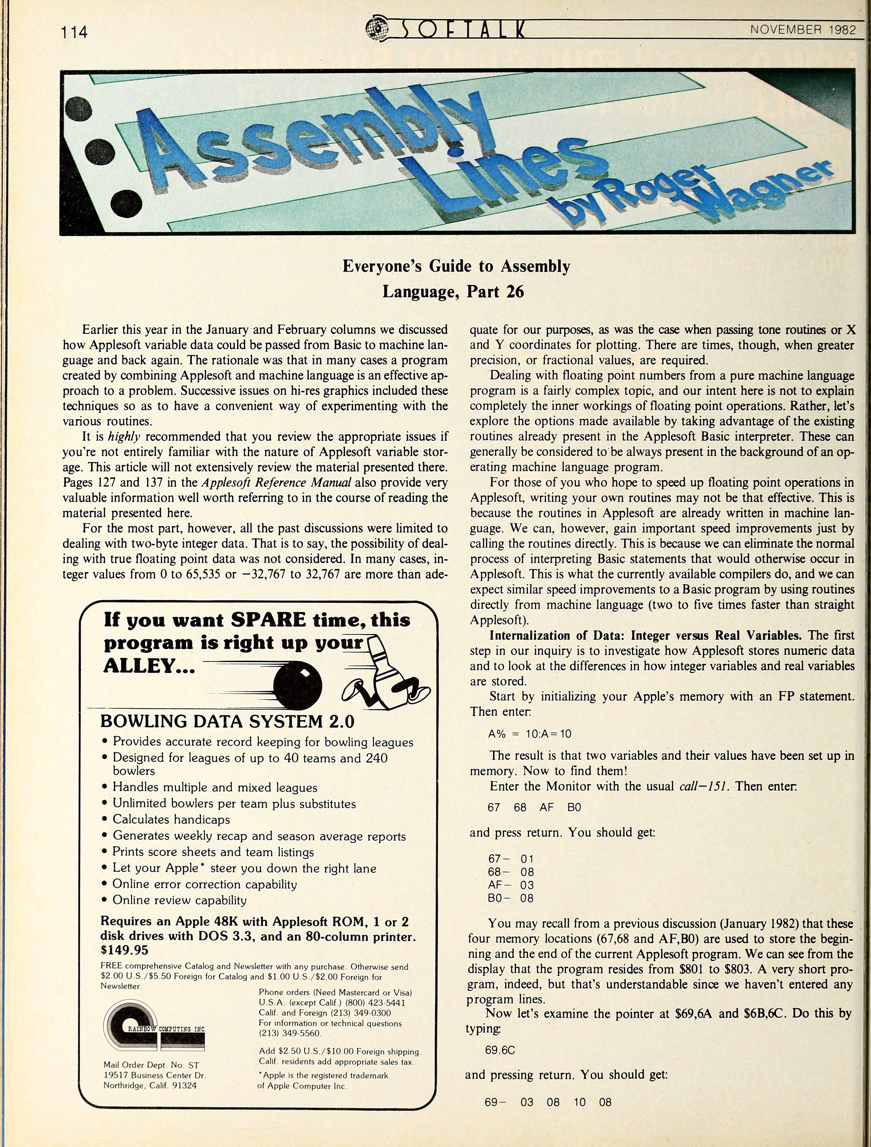 114
SOFTALK
NOVEMBER 1982
Assembly
Lines
by Roger
Wagner
Everyone's Guide to Assembly
Language, Part 26
Earlier this year in the January and February columns we discussed
how Applesoft variable data could be passed from Basic to machine lan-
guage and back again. The rationale was that in many cases a program
created by combining Applesoft and machine language is an effective ap-
proach to a problem. Successive issues on hi-res graphics included these
techniques so as to have a convenient way of experimenting with the
various routines.
It is highly recommended that you review the appropriate issues if
you're not entirely familiar with the nature of Applesoft variable stor-
age. This article will not extensively review the material presented there.
Pages 127 and 137 in the Applesoft Reference Manual also provide very
valuable information well worth referring to in the course of reading the
material presented here.
For the most part, however, all the past discussions were limited to
dealing with two-byte integer data. That is to say, the possibility of deal-
ing with true floating point data was not considered. In many cases, in-
teger values from 0 to 65,535 or −32,767 to 32,767 are more than ade-
If you want SPARE time, this
program is right up your
ALLEY...
BOWLING DATA SYSTEM 2.0
• Provides accurate record keeping for bowling leagues
• Designed for leagues of up to 40 teams and 240
bowlers
• Handles multiple and mixed leagues
• Unlimited bowlers per team plus substitutes
• Calculates handicaps
• Generates weekly recap and season average reports
• Prints score sheets and team listings
• Let your Apple* steer you down the right lane
• Online error correction capability
• Online review capability
Requires an Apple 48K with Applesoft ROM, 1 or 2
disk drives with DOS 3.3, and an 80-column printer.
$149.95
FREE comprehensive Catalog and Newsletter with any purchase. Otherwise send
$2.00 U.S./$5.50 Foreign for Catalog and $1.00 U.S./$2.00 Foreign for
Newsletter.
RAINBOW COMPUTING INC.
Mail Order Dept. No. ST
19517 Business Center Dr.
Northridge, Calif. 91324
Phone orders (Need Mastercard or Visa)
U.S.A. (except Calif.) (800) 423-5441
Calif. and Foreign (213) 349-0300
For information or technical questions
(213) 349-5560.
Add $2.50 U.S./$10.00 Foreign shipping.
Calif. residents add appropriate sales tax.
*Apple is the registered trademark
of Apple Computer Inc.
quate for our purposes, as was the case when passing tone routines or X
and Y coordinates for plotting. There are times, though, when greater
precision, or fractional values, are required.
Dealing with floating point numbers from a pure machine language
program is a fairly complex topic, and our intent here is not to explain
completely the inner workings of floating point operations. Rather, let's
explore the options made available by taking advantage of the existing
routines already present in the Applesoft Basic interpreter. These can
generally be considered to be always present in the background of an op-
erating machine language program.
For those of you who hope to speed up floating point operations in
Applesoft, writing your own routines may not be that effective. This is
because the routines in Applesoft are already written in machine lan-
guage. We can, however, gain important speed improvements just by
calling the routines directly. This is because we can eliminate the normal
process of interpreting Basic statements that would otherwise occur in
Applesoft. This is what the currently available compilers do, and we can
expect similar speed improvements to a Basic program by using routines
directly from machine language (two to five times faster than straight
Applesoft).
Internalization of Data: Integer versus Real Variables. The first
step in our inquiry is to investigate how Applesoft stores numeric data
and to look at the differences in how integer variables and real variables
are stored.
Start by initializing your Apple's memory with an FP statement.
Then enter:
A% = 10:A=10
The result is that two variables and their values have been set up in
memory. Now to find them!
Enter the Monitor with the usual call−151. Then enter:
67 68 AF B0
and press return. You should get:
67− 01
68− 08
AF− 03
B0− 08
You may recall from a previous discussion (January 1982) that these
four memory locations (67,68 and AF,B0) are used to store the begin-
ning and the end of the current Applesoft program. We can see from the
display that the program resides from $801 to $803. A very short pro-
gram, indeed, but that's understandable since we haven't entered any
program lines.
Now let's examine the pointer at $69,6A and $6B,6C. Do this by
typing:
69.6C
and pressing return. You should get:
69− 03 08 10 08